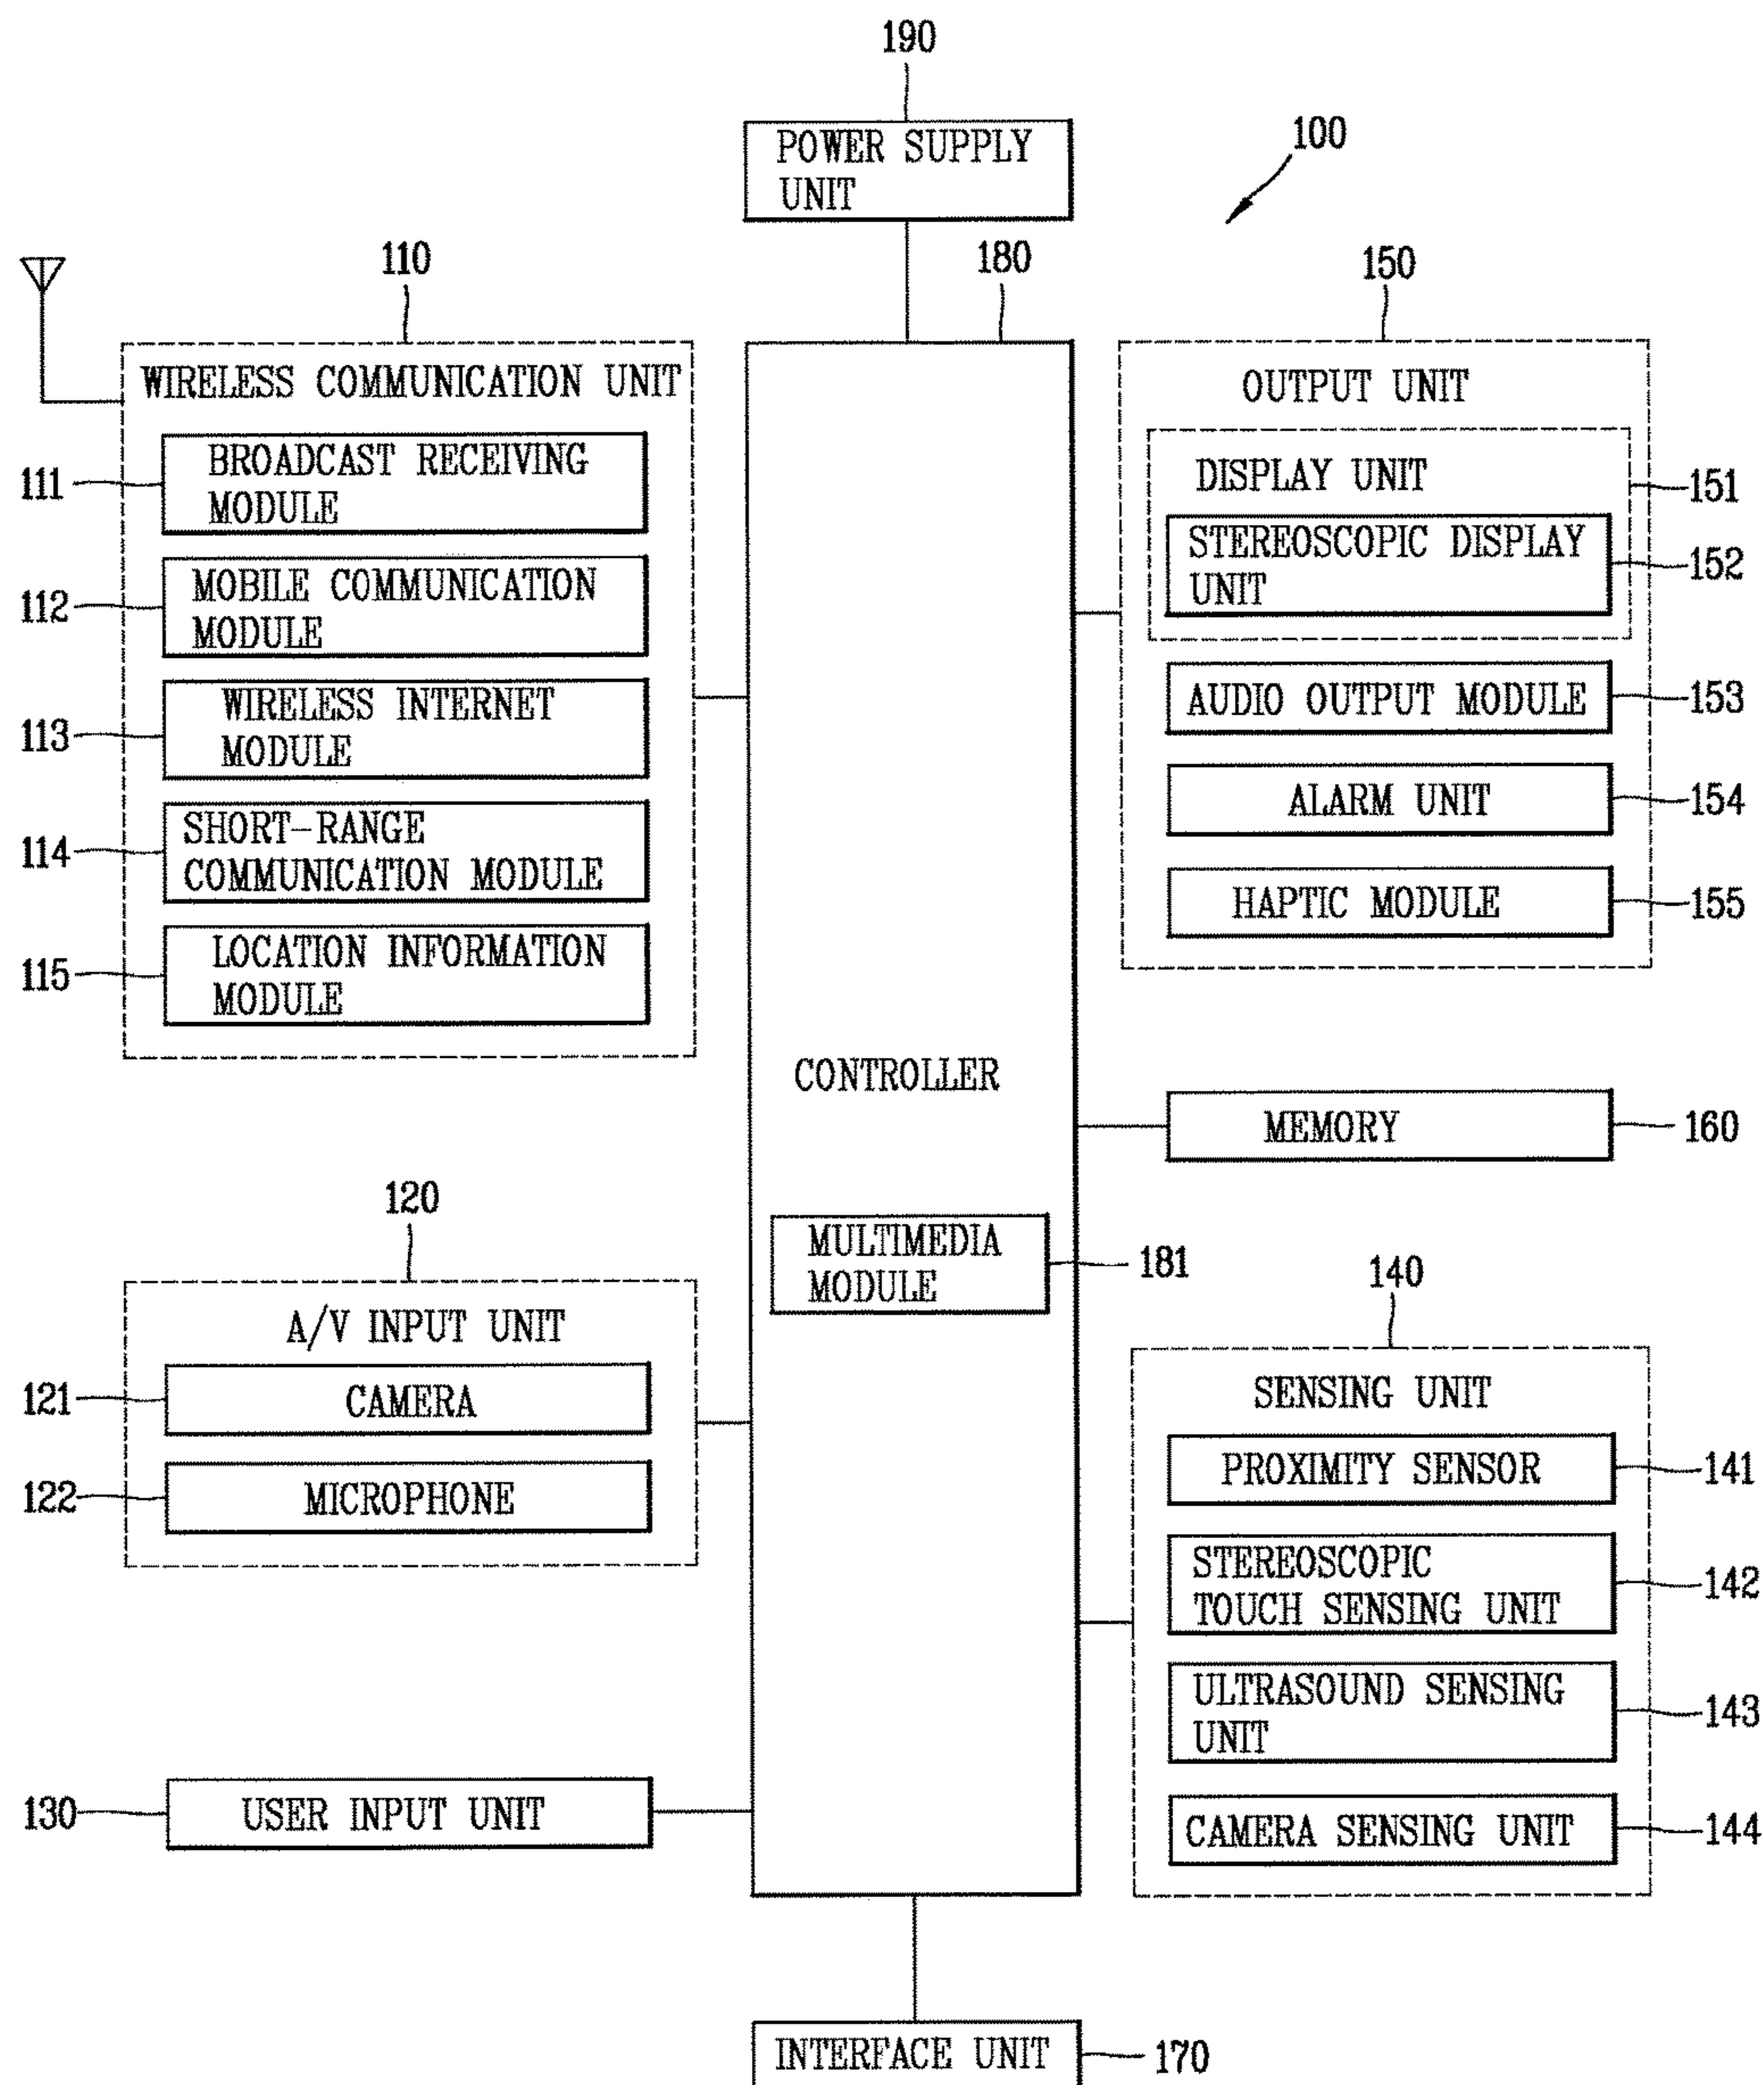 190
POWER SUPPLY
UNIT
100
110
180
150
WIRELESS COMMUNICATION UNIT
111
BROADCAST RECEIVING
MODULE
112
MOBILE COMMUNICATION
MODULE
113
WIRELESS INTERNET
MODULE
114
SHORT-RANGE
COMMUNICATION MODULE
115
LOCATION INFORMATION
MODULE
OUTPUT UNIT
DISPLAY UNIT
151
STEREOSCOPIC DISPLAY
UNIT
152
AUDIO OUTPUT MODULE
153
ALARM UNIT
154
HAPTIC MODULE
155
CONTROLLER
MEMORY
160
MULTIMEDIA
MODULE
181
120
A/V INPUT UNIT
121
CAMERA
122
MICROPHONE
140
SENSING UNIT
PROXIMITY SENSOR
141
STEREOSCOPIC
TOUCH SENSING UNIT
142
ULTRASOUND SENSING
UNIT
143
CAMERA SENSING UNIT
144
130
USER INPUT UNIT
INTERFACE UNIT
170